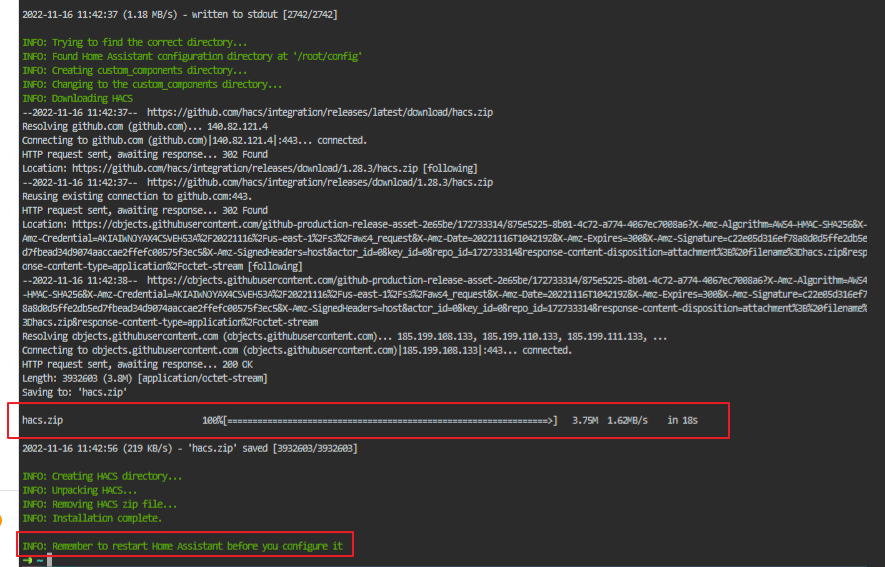 2022-11-16 11:42:37 (1.18 MB/s) - written to stdout [2742/2742]
INFO: Trying to find the correct directory...
INFO: Found Home Assistant configuration directory at '/root/config'
INFO: Creating custom_components directory...
INFO: Changing to the custom_components directory...
INFO: Downloading HACS
--2022-11-16 11:42:37-- https://github.com/hacs/integration/releases/latest/download/hacs.zip
Resolving github.com (github.com)... 140.82.121.4
Connecting to github.com (github.com)|140.82.121.4|:443... connected.
HTTP request sent, awaiting response... 302 Found
Location: https://github.com/hacs/integration/releases/download/1.28.3/hacs.zip [following]
--2022-11-16 11:42:37-- https://github.com/hacs/integration/releases/download/1.28.3/hacs.zip
Reusing existing connection to github.com:443.
HTTP request sent, awaiting response... 302 Found
Location: https://objects.githubusercontent.com/github-production-release-asset-2e65be/172733314/875e5225-8b01-4c72-a774-4067ec7008a6?X-Amz-Algorithm=AWS4-HMAC-SHA256&X-
Amz-Credential=AKIAIWNJYAX4CSVEH53A%2F20221116%2Fus-east-1%2Fs3%2Faws4_request&X-Amz-Date=20221116T104219Z&X-Amz-Expires=300&X-Amz-Signature=c22e05d316ef78a8d0d5ffe2db5e
d7fbead34d9074aaccae2ffefc00575f3ec5&X-Amz-SignedHeaders=host&actor_id=0&key_id=0&repo_id=172733314&response-content-disposition=attachment%3B%20filename%3Dhacs.zip&resp
onse-content-type=application%2Foctet-stream [following]
--2022-11-16 11:42:38-- https://objects.githubusercontent.com/github-production-release-asset-2e65be/172733314/875e5225-8b01-4c72-a774-4067ec7008a6?X-Amz-Algorithm=AWS4
-HMAC-SHA256&X-Amz-Credential=AKIAIWNJYAX4CSVEH53A%2F20221116%2Fus-east-1%2Fs3%2Faws4_request&X-Amz-Date=20221116T104219Z&X-Amz-Expires=300&X-Amz-Signature=c22e05d316ef7
8a8d0d5ffe2db5ed7fbead34d9074aaccae2ffefc00575f3ec5&X-Amz-SignedHeaders=host&actor_id=0&key_id=0&repo_id=172733314&response-content-disposition=attachment%3B%20filename%
3Dhacs.zip&response-content-type=application%2Foctet-stream
Resolving objects.githubusercontent.com (objects.githubusercontent.com)... 185.199.108.133, 185.199.110.133, 185.199.111.133, ...
Connecting to objects.githubusercontent.com (objects.githubusercontent.com)|185.199.108.133|:443... connected.
HTTP request sent, awaiting response... 200 OK
Length: 3932603 (3.8M) [application/octet-stream]
Saving to: 'hacs.zip'
hacs.zip 100%[================================================================>] 3.75M 1.62MB/s in 18s
2022-11-16 11:42:56 (219 KB/s) - 'hacs.zip' saved [3932603/3932603]
INFO: Creating HACS directory...
INFO: Unpacking HACS...
INFO: Removing HACS zip file...
INFO: Installation complete.
INFO: Remember to restart Home Assistant before you configure it
➜ ~